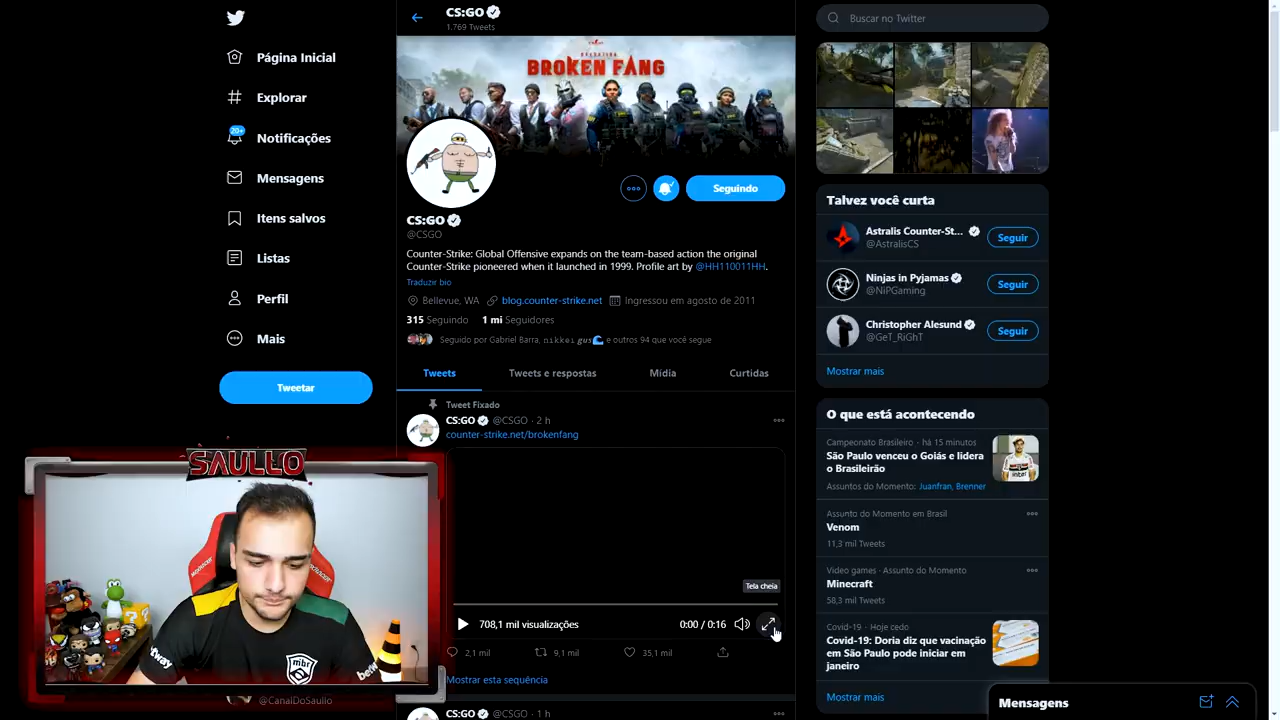 Página Inicial
Explorar
20+
Notificações
Mensagens
Itens salvos
Listas
Perfil
Mais
Tweetar
@CanalDoSaullo
CS:GO
1.769 Tweets
BROKEN FANG
Seguindo
CS:GO
@CSGO
Counter-Strike: Global Offensive expands on the team-based action the original
Counter-Strike pioneered when it launched in 1999. Profile art by @HH110011HH.
Traduzir bio
Bellevue, WA blog.counter-strike.net Ingressou em agosto de 2011
315 Seguindo 1 mi Seguidores
Seguido por Gabriel Barra, nikkei gus🌊 e outros 94 que você segue
Tweets Tweets e respostas Mídia Curtidas
Tweet Fixado
CS:GO @CSGO · 2 h
counter-strike.net/brokenfang
Tela cheia
708,1 mil visualizações 0:00 / 0:16
2,1 mil 9,1 mil 35,1 mil
Mostrar esta sequência
CS:GO @CSGO · 1 h
SAULLO
mibr
Buscar no Twitter
Talvez você curta
Astralis Counter-St...
@AstralisCS
Seguir
Ninjas in Pyjamas
@NiPGaming
Seguir
Christopher Alesund
@GeT_RiGhT
Seguir
Mostrar mais
O que está acontecendo
Campeonato Brasileiro · há 15 minutos
São Paulo venceu o Goiás e lidera
o Brasileirão
Assuntos do Momento: Juanfran, Brenner
Assunto do Momento em Brasil
Venom
11,3 mil Tweets
Video games · Assunto do Momento
Minecraft
58,3 mil Tweets
Covid-19 · Hoje cedo
Covid-19: Doria diz que vacinação
em São Paulo pode iniciar em
janeiro
Mostrar mais
Mensagens